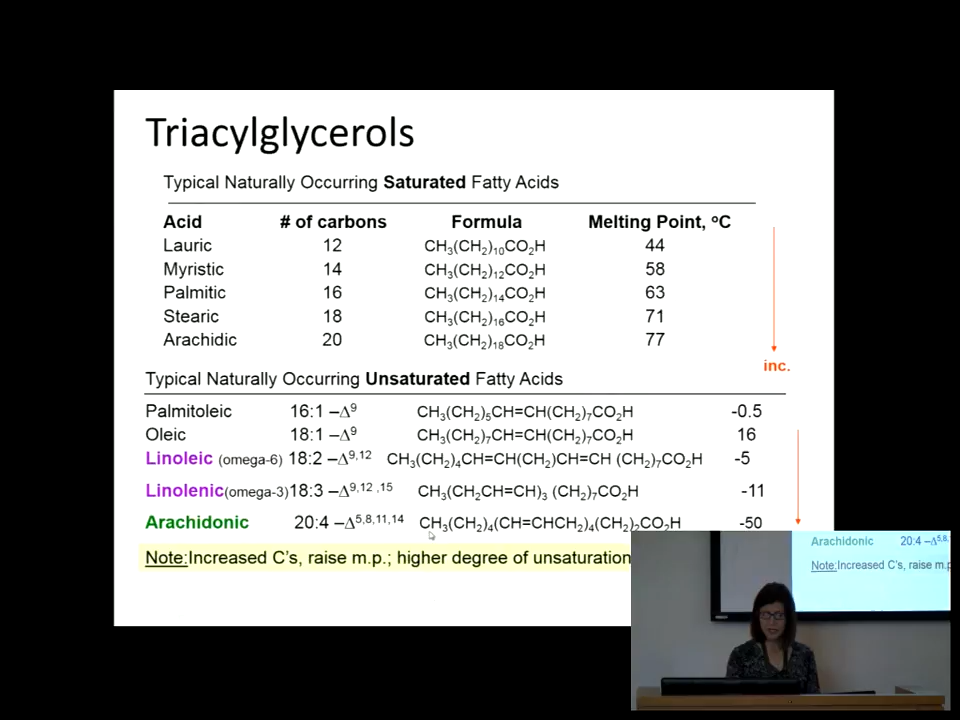 Triacylglycerols
Typical Naturally Occurring Saturated Fatty Acids
Acid # of carbons Formula Melting Point, °C
Lauric 12 CH₃(CH₂)₁₀CO₂H 44
Myristic 14 CH₃(CH₂)₁₂CO₂H 58
Palmitic 16 CH₃(CH₂)₁₄CO₂H 63
Stearic 18 CH₃(CH₂)₁₆CO₂H 71
Arachidic 20 CH₃(CH₂)₁₈CO₂H 77
inc.
Typical Naturally Occurring Unsaturated Fatty Acids
Palmitoleic 16:1 –Δ⁹ CH₃(CH₂)₅CH=CH(CH₂)₇CO₂H -0.5
Oleic 18:1 –Δ⁹ CH₃(CH₂)₇CH=CH(CH₂)₇CO₂H 16
Linoleic (omega-6) 18:2 –Δ⁹,¹² CH₃(CH₂)₄CH=CH(CH₂)CH=CH (CH₂)₇CO₂H -5
Linolenic(omega-3)18:3 –Δ⁹,¹² ,¹⁵ CH₃(CH₂CH=CH)₃ (CH₂)₇CO₂H -11
Arachidonic 20:4 –Δ⁵,⁸,¹¹,¹⁴ CH₃(CH₂)₄(CH=CHCH₂)₄(CH₂)₂CO₂H -50
Note:Increased C's, raise m.p.; higher degree of unsaturation
Arachidonic 20:4 –Δ⁵,⁸
Note:Increased C's, raise m.p